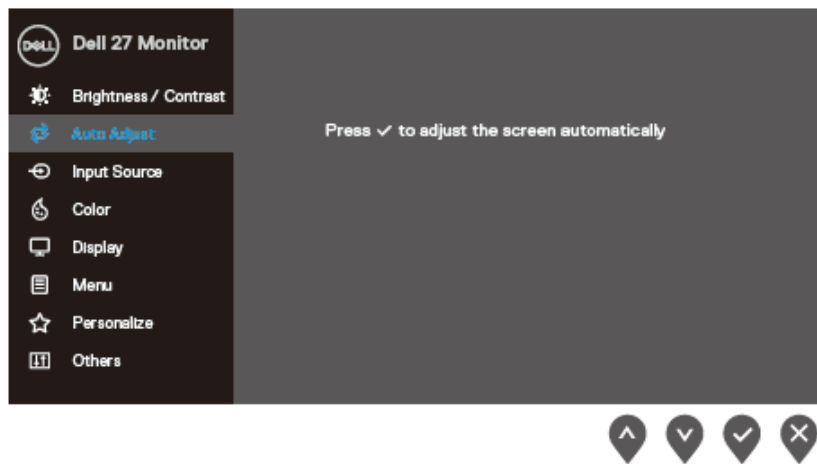 DELL
Dell 27 Monitor
Brightness / Contrast
Auto Adjust
Press ✓ to adjust the screen automatically
Input Source
Color
Display
Menu
Personalize
Others